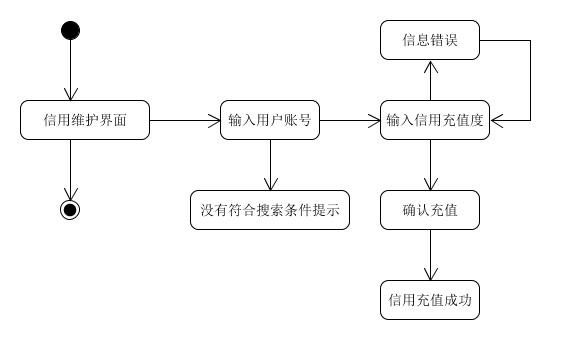 信息错误
信用维护界面
输入用户账号
输入信用充值度
没有符合搜索条件提示
确认充值
信用充值成功